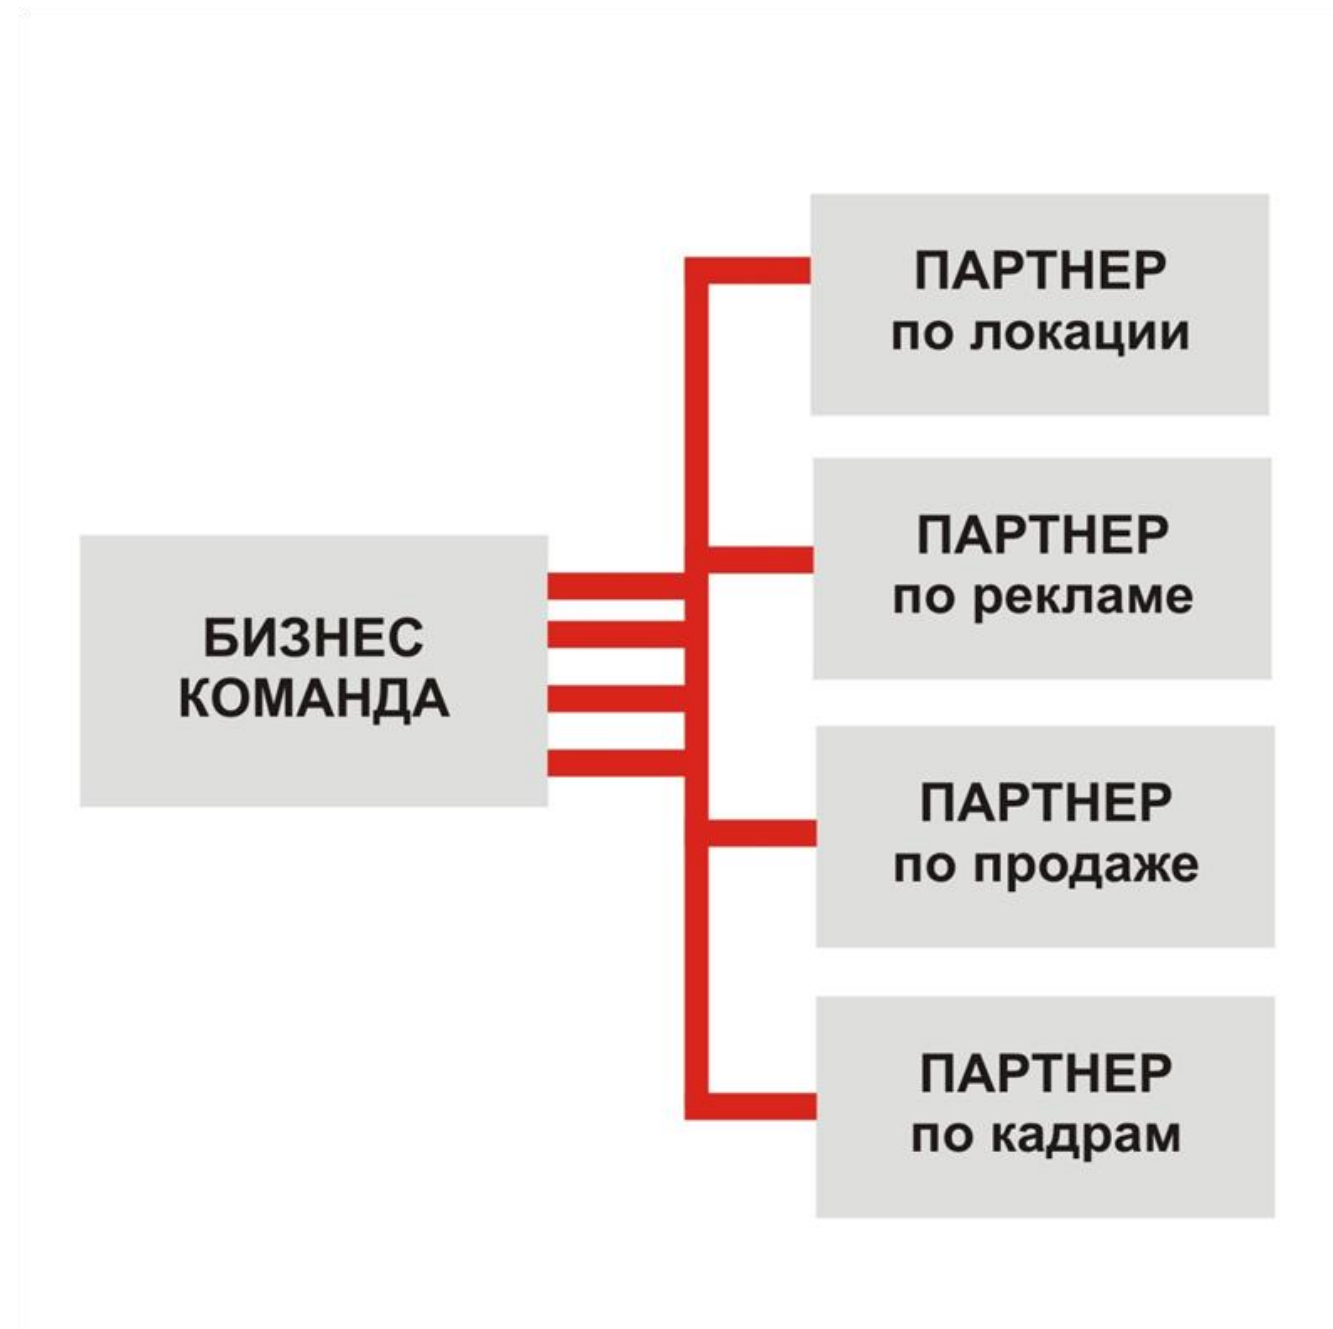 БИЗНЕС
КОМАНДА
ПАРТНЕР
по локации
ПАРТНЕР
по рекламе
ПАРТНЕР
по продаже
ПАРТНЕР
по кадрам